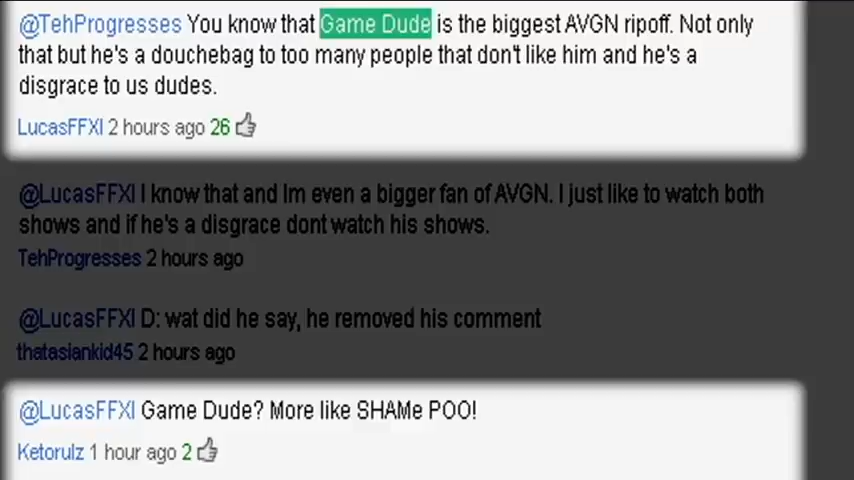 @TehProgresses You know that Game Dude is the biggest AVGN ripoff. Not only
that but he's a douchebag to too many people that don't like him and he's a
disgrace to us dudes.
LucasFFXI 2 hours ago 26
@LucasFFXI I know that and Im even a bigger fan of AVGN. I just like to watch both
shows and if he's a disgrace dont watch his shows.
TehProgresses 2 hours ago
@LucasFFXI D: wat did he say, he removed his comment
thatasiankid45 2 hours ago
@LucasFFXI Game Dude? More like SHAMe POO!
Ketorulz 1 hour ago 2